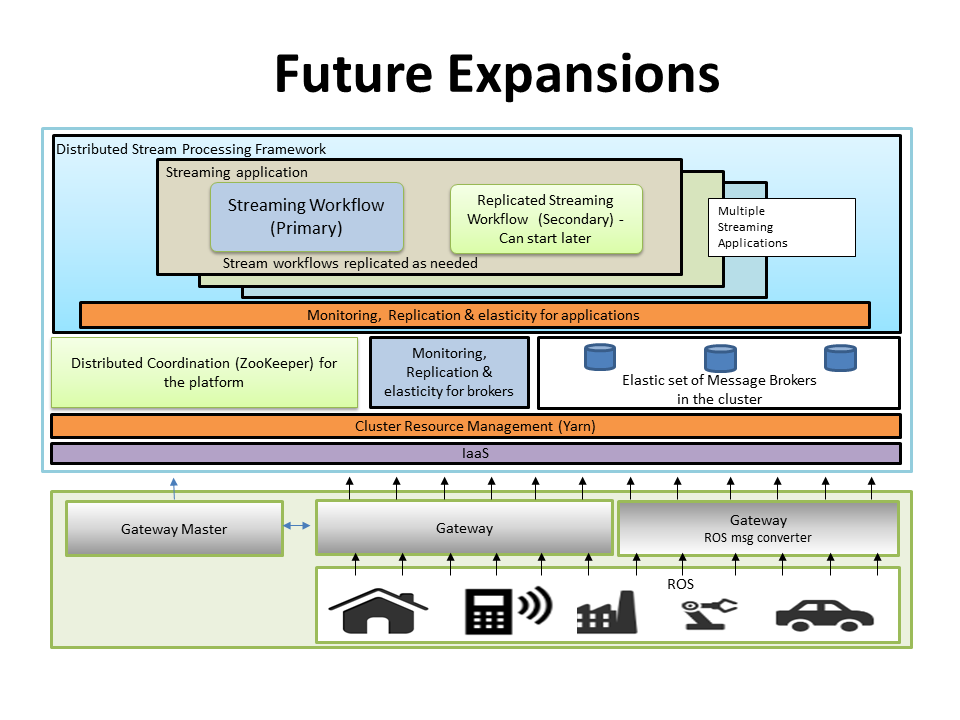 Future Expansions
Distributed Stream Processing Framework
Streaming application
Streaming Workflow
(Primary)
Replicated Streaming
Workflow (Secondary) -
Can start later
Stream workflows replicated as needed
Multiple
Streaming
Applications
Monitoring, Replication & elasticity for applications
Distributed Coordination (ZooKeeper) for
the platform
Monitoring,
Replication &
elasticity for brokers
Elastic set of Message Brokers
in the cluster
Cluster Resource Management (Yarn)
IaaS
Gateway Master
Gateway
Gateway
ROS msg converter
ROS